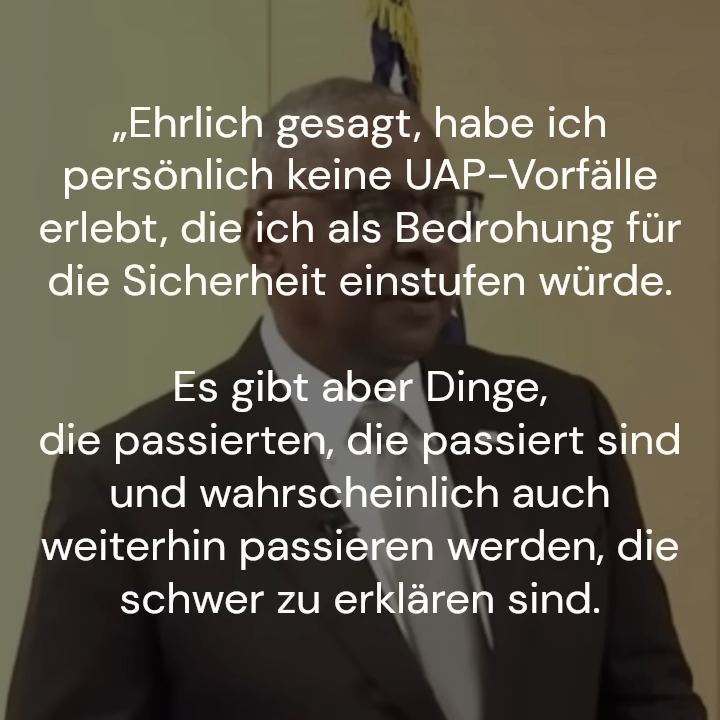 „Ehrlich gesagt, habe ich
persönlich keine UAP-Vorfälle
erlebt, die ich als Bedrohung für
die Sicherheit einstufen würde.
Es gibt aber Dinge,
die passierten, die passiert sind
und wahrscheinlich auch
weiterhin passieren werden, die
schwer zu erklären sind.